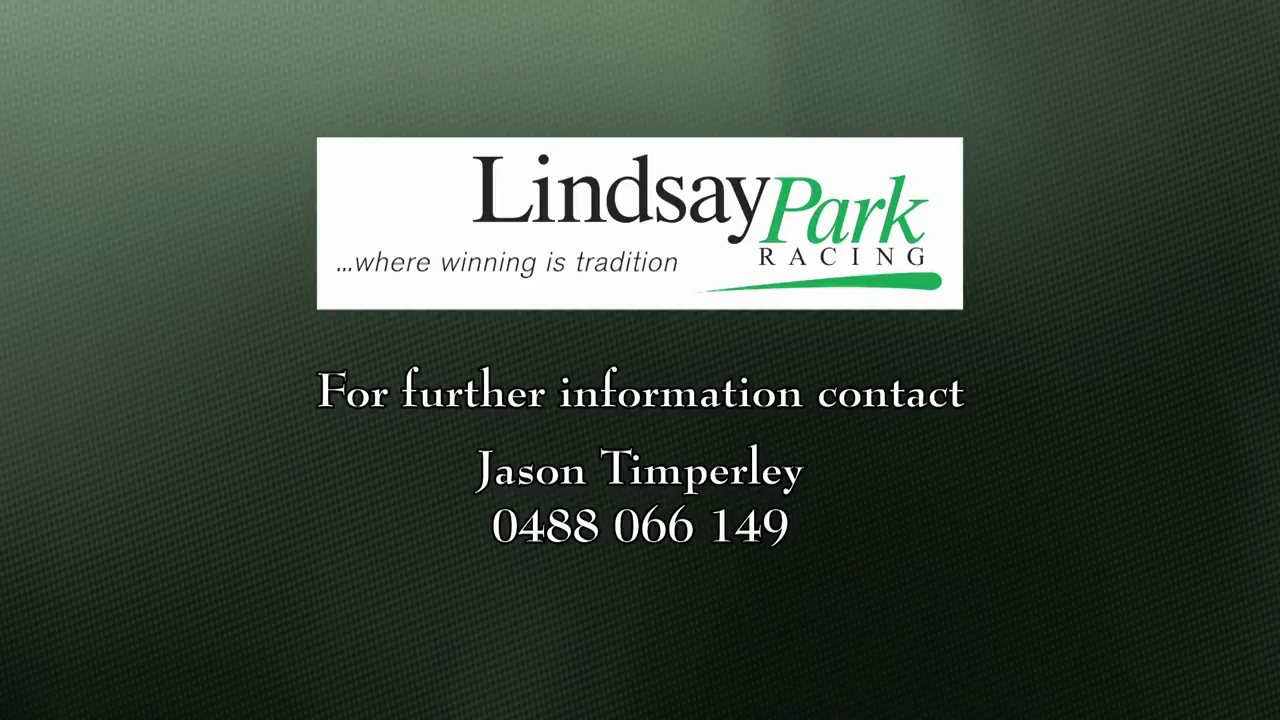 LindsayPark
RACING
...where winning is tradition
For further information contact
Jason Timperley
0488 066 149